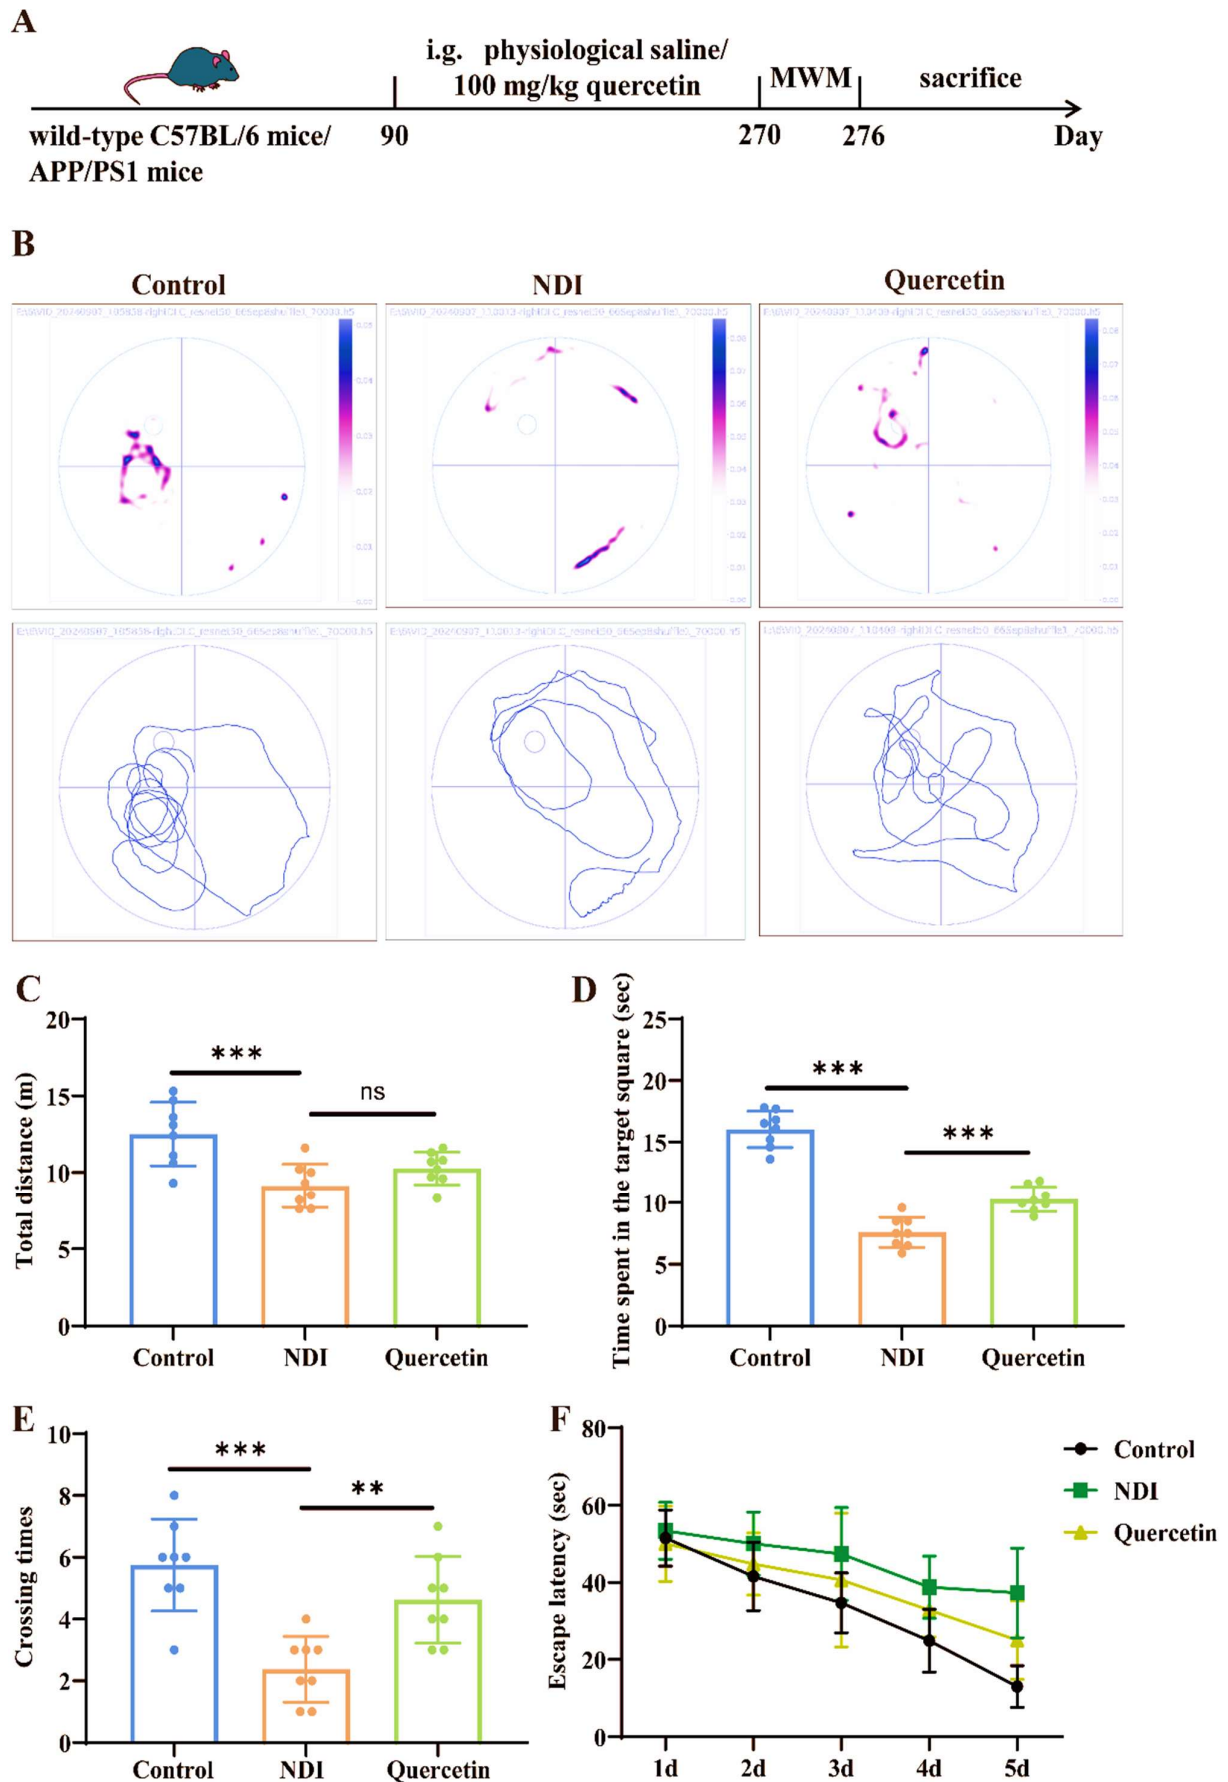 A
i.g. physiological saline/
100 mg/kg quercetin
MWM
sacrifice
wild-type C57BL/6 mice/
APP/PS1 mice
90
270
276
Day
B
Control
NDI
Quercetin
C
Total distance (m)
20
15
10
5
0
***
ns
Control
NDI
Quercetin
D
Time spent in the target square (sec)
25
20
15
10
5
0
***
***
Control
NDI
Quercetin
E
Crossing times
10
8
6
4
2
0
***
**
Control
NDI
Quercetin
F
Escape latency (sec)
80
60
40
20
0
1d
2d
3d
4d
5d
Control
NDI
Quercetin